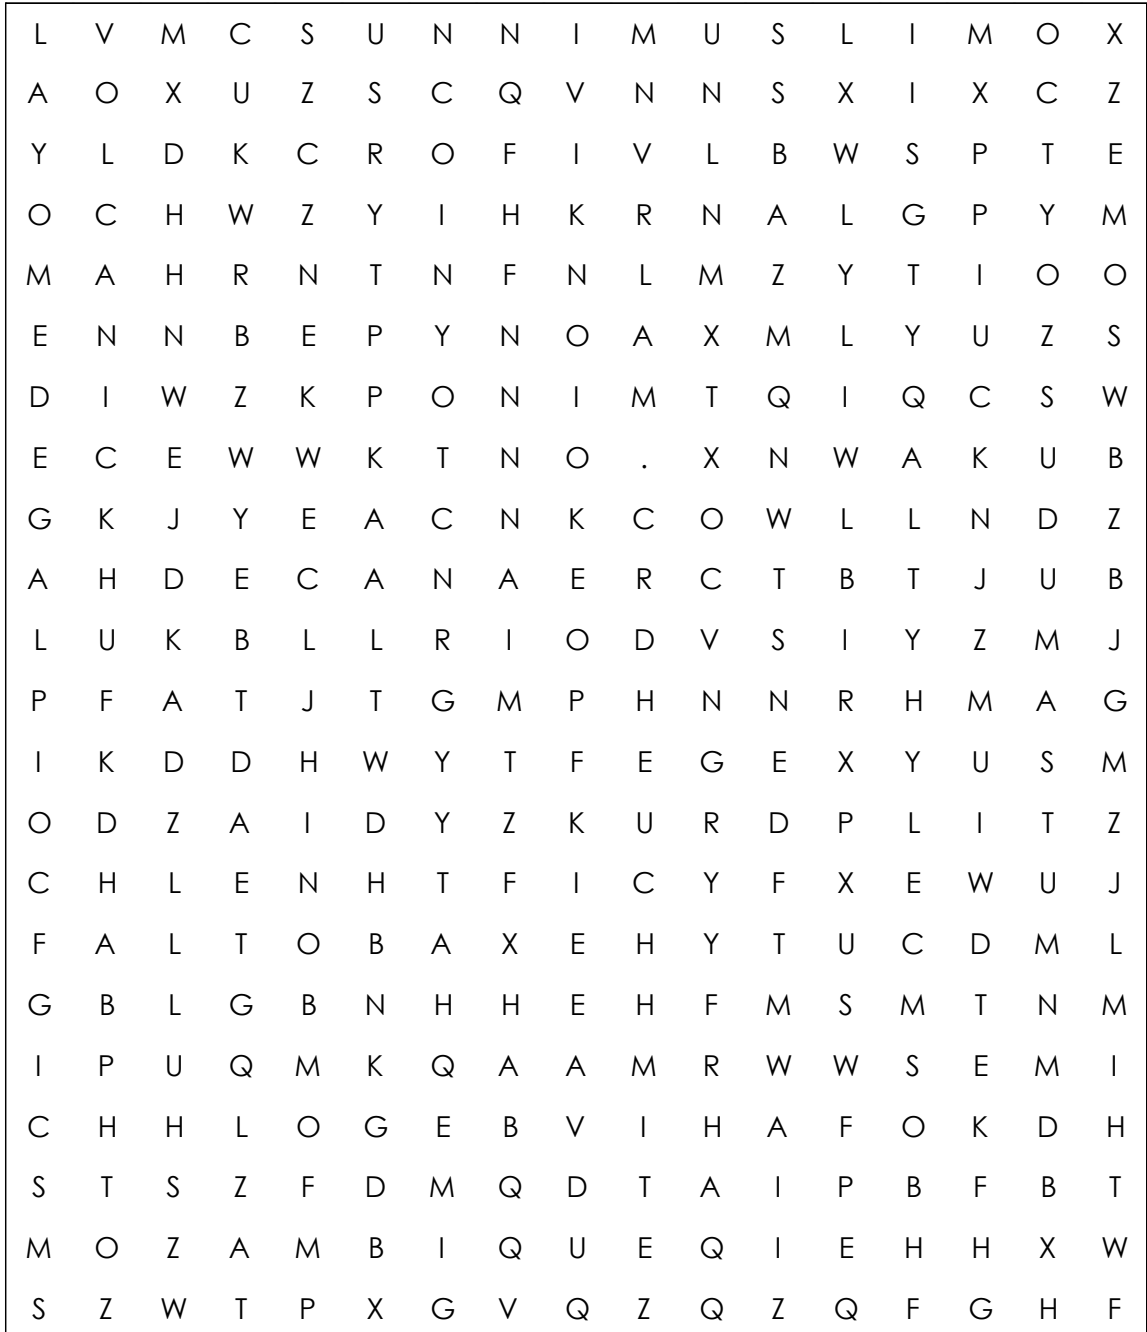 L V M C S U N N I M U S L I M O X
A O X U Z S C Q V N N S X I X C Z
Y L D K C R O F I V L B W S P T E
O C H W Z Y I H K R N A L G P Y M
M A H R N T N F N L M Z Y T I O O
E N N B E P Y N O A X M L Y U Z S
D I W Z K P O N I M T Q I Q C S W
E C E W W K T N O . X N W A K U B
G K J Y E A C N K C O W L L N D Z
A H D E C A N A E R C T B T J U B
L U K B L L R I O D V S I Y Z M J
P F A T J T G M P H N N R H M A G
I K D D H W Y T F E G E X Y U S M
O D Z A I D Y Z K U R D P L I T Z
C H L E N H T F I C Y F X E W U J
F A L T O B A X E H Y T U C D M L
G B L G B N H H E H F M S M T N M
I P U Q M K Q A A M R W W S E M I
C H H L O G E B V I H A F O K D H
S T S Z F D M Q D T A I P B F B T
M O Z A M B I Q U E Q I E H H X W
S Z W T P X G V Q Z Q Z Q F G H F